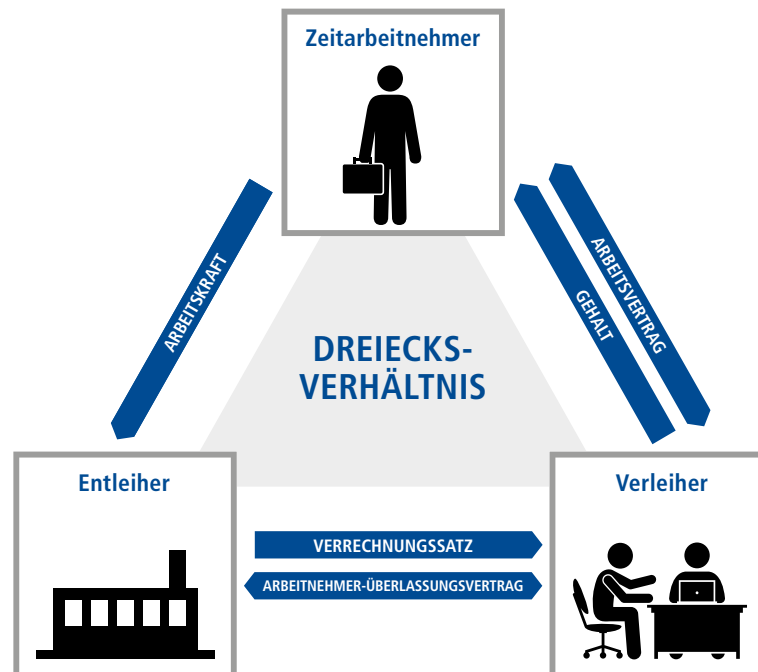 Zeitarbeitnehmer
ARBEITSKRAFT
GEHALT
ARBEITSVERTRAG
DREIECKS-
VERHÄLTNIS
Entleiher
Verleiher
VERRECHNUNGSSATZ
ARBEITNEHMER-ÜBERLASSUNGSVERTRAG